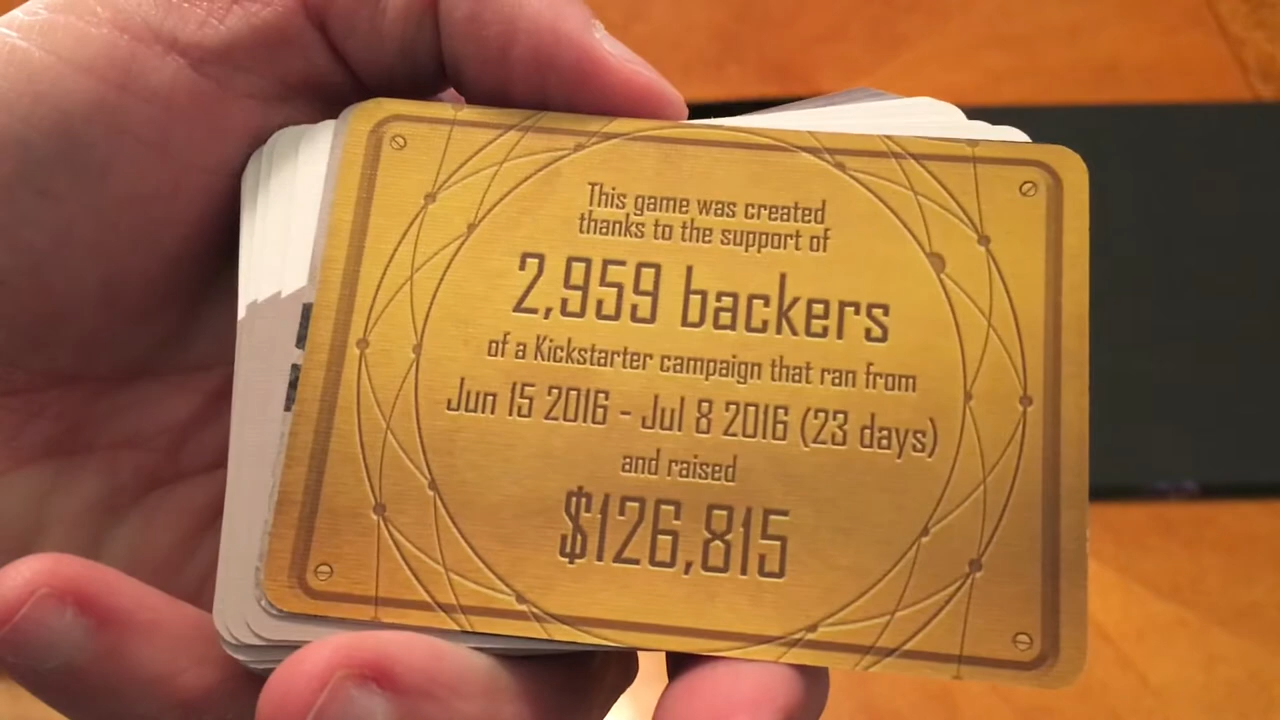 This game was created
thanks to the support of
2,959 backers
of a Kickstarter campaign that ran from
Jun 15 2016 - Jul 8 2016 (23 days)
and raised
$126,815